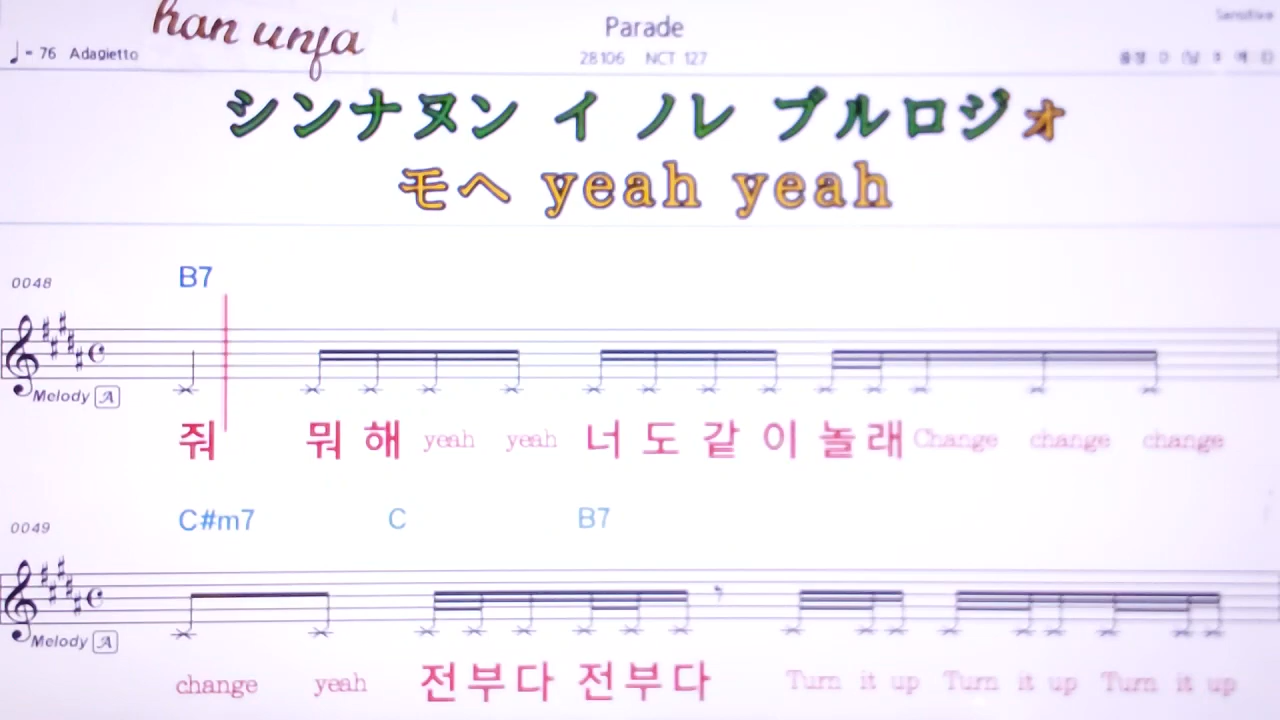 han unja
Parade
Sensitive
♩= 76 Adagietto
28106 NCT 127
シンナヌン イ ノレ ブルロジォ
モヘ yeah yeah
0048
B7
Melody A
줘 뭐 해 yeah yeah 너 도 같 이 놀 래 Change change change
0049
C#m7 C B7
Melody A
change yeah 전 부 다 전 부 다 Turn it up Turn it up Turn it up